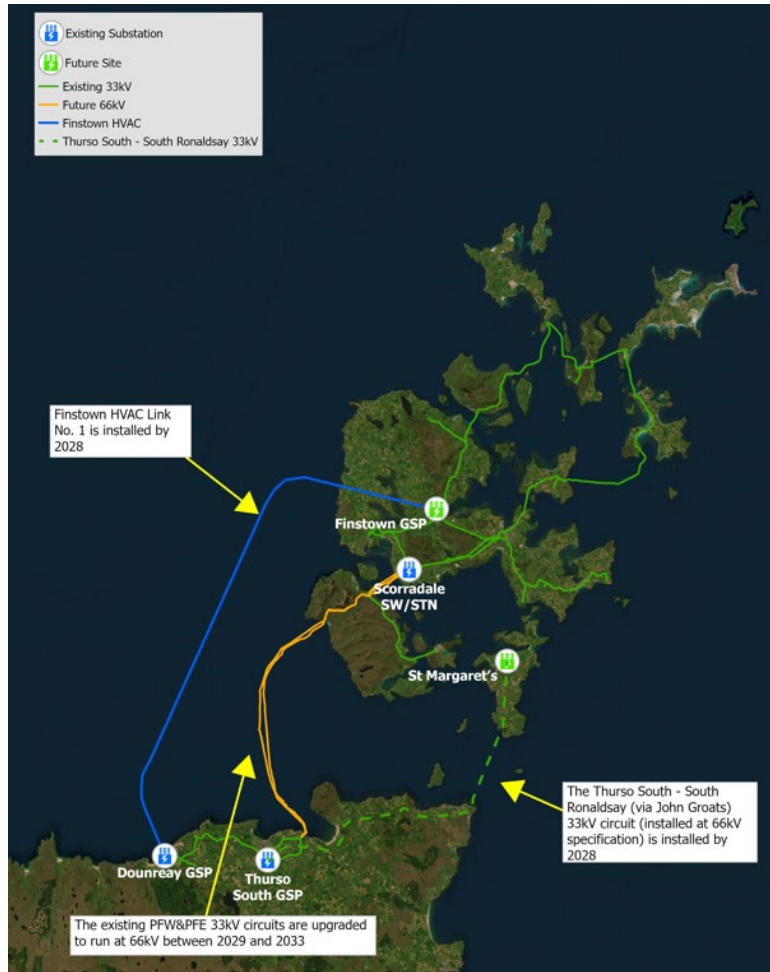 Existing Substation
Future Site
Existing 33kV
Future 66kV
Finstown HVAC
Thurso South - South Ronaldsay 33kV
Finstown HVAC Link
No. 1 is installed by
2028
Finstown GSP
Scorradale
SW/STN
St Margaret's
The Thurso South - South
Ronaldsay (via John Groats)
33kV circuit (installed at 66kV
specification) is installed by
2028
Dounreay GSP
Thurso
South GSP
The existing PFW&PFE 33kV circuits are upgraded
to run at 66kV between 2029 and 2033